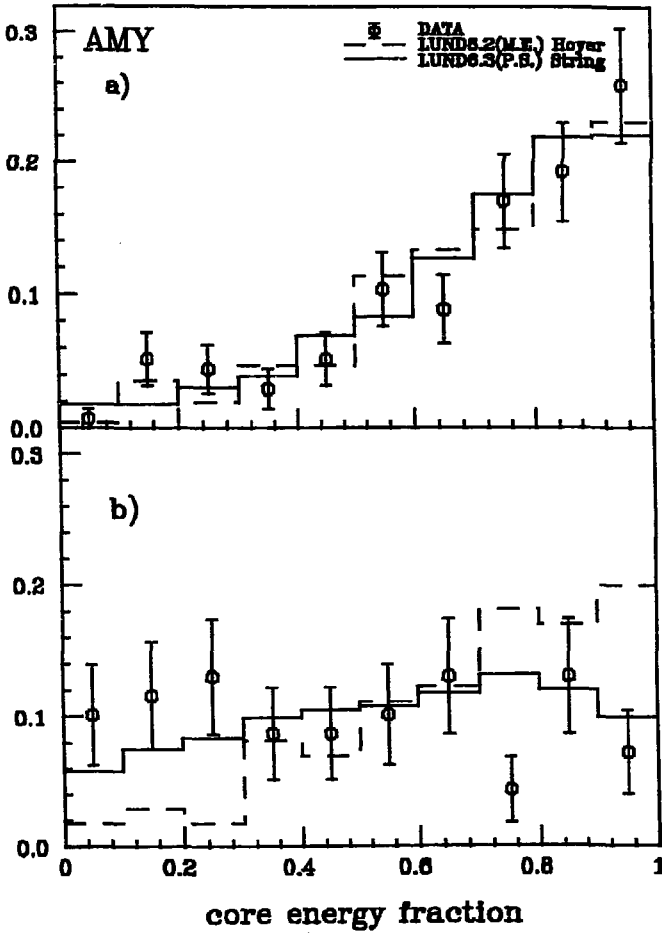 AMY
DATA
LUND6.2(M.E.) Hoyer
LUND6.3(P.S.) String
a)
0.3
0.2
0.1
0.0
b)
0.3
0.2
0.1
0.0
0 0.2 0.4 0.6 0.8 1
core energy fraction